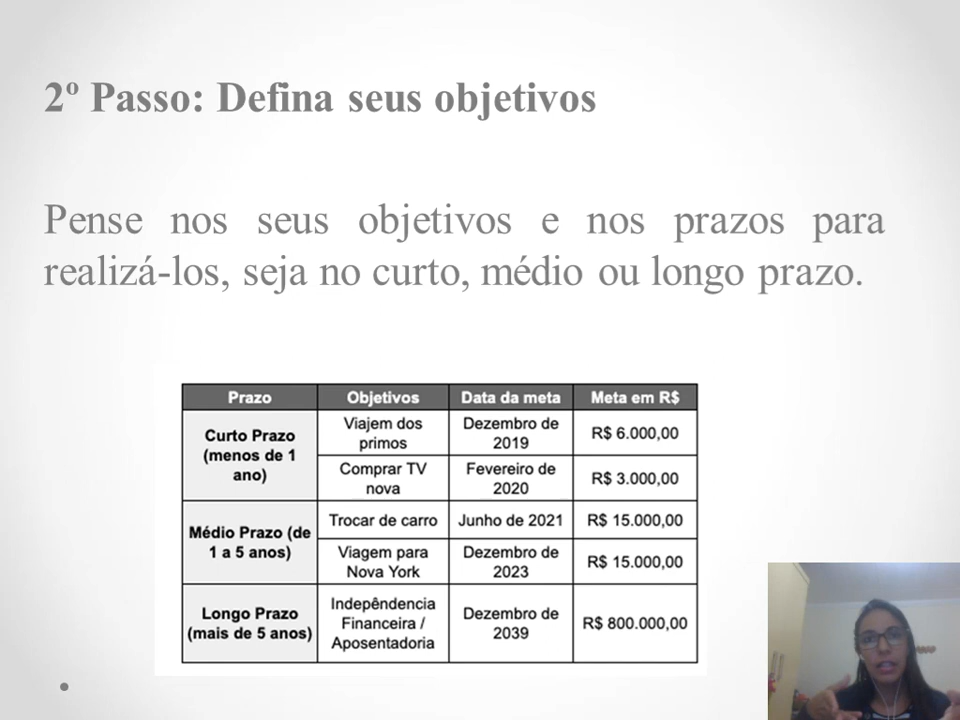 2º Passo: Defina seus objetivos
Pense nos seus objetivos e nos prazos para
realizá-los, seja no curto, médio ou longo prazo.
Prazo Objetivos Data da meta Meta em R$
Curto Prazo
(menos de 1
ano)
Viajem dos
primos
Dezembro de
2019
R$ 6.000,00
Comprar TV
nova
Fevereiro de
2020
R$ 3.000,00
Médio Prazo (de
1 a 5 anos)
Trocar de carro
Junho de 2021
R$ 15.000,00
Viagem para
Nova York
Dezembro de
2023
R$ 15.000,00
Longo Prazo
(mais de 5 anos)
Indepêndencia
Financeira /
Aposentadoria
Dezembro de
2039
R$ 800.000,00